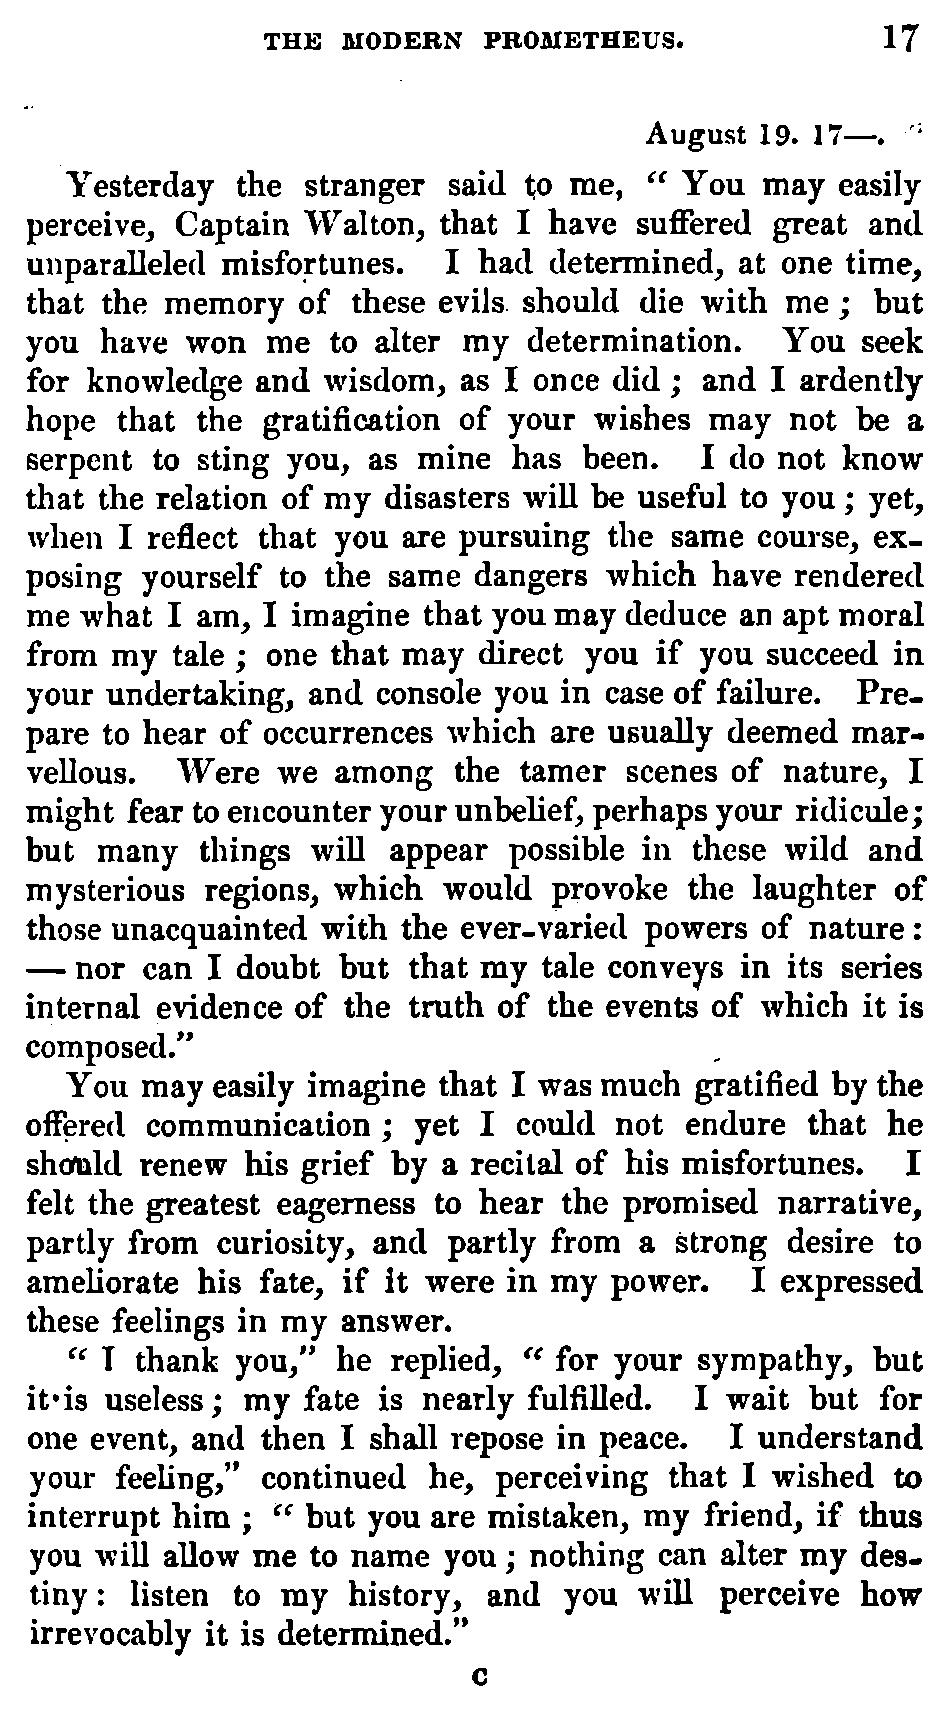 THE MODERN PROMETHEUS. 17
August 19. 17—.
Yesterday the stranger said to me, “ You may easily
perceive, Captain Walton, that I have suffered great and
unparalleled misfortunes. I had determined, at one time,
that the memory of these evils should die with me ; but
you have won me to alter my determination. You seek
for knowledge and wisdom, as I once did ; and I ardently
hope that the gratification of your wishes may not be a
serpent to sting you, as mine has been. I do not know
that the relation of my disasters will be useful to you ; yet,
when I reflect that you are pursuing the same course, ex-
posing yourself to the same dangers which have rendered
me what I am, I imagine that you may deduce an apt moral
from my tale ; one that may direct you if you succeed in
your undertaking, and console you in case of failure. Pre-
pare to hear of occurrences which are usually deemed mar-
vellous. Were we among the tamer scenes of nature, I
might fear to encounter your unbelief, perhaps your ridicule;
but many things will appear possible in these wild and
mysterious regions, which would provoke the laughter of
those unacquainted with the ever-varied powers of nature :
— nor can I doubt but that my tale conveys in its series
internal evidence of the truth of the events of which it is
composed.”
You may easily imagine that I was much gratified by the
offered communication ; yet I could not endure that he
should renew his grief by a recital of his misfortunes. I
felt the greatest eagerness to hear the promised narrative,
partly from curiosity, and partly from a strong desire to
ameliorate his fate, if it were in my power. I expressed
these feelings in my answer.
“ I thank you,” he replied, “ for your sympathy, but
it is useless ; my fate is nearly fulfilled. I wait but for
one event, and then I shall repose in peace. I understand
your feeling,” continued he, perceiving that I wished to
interrupt him ; “ but you are mistaken, my friend, if thus
you will allow me to name you ; nothing can alter my des-
tiny : listen to my history, and you will perceive how
irrevocably it is determined.”
C